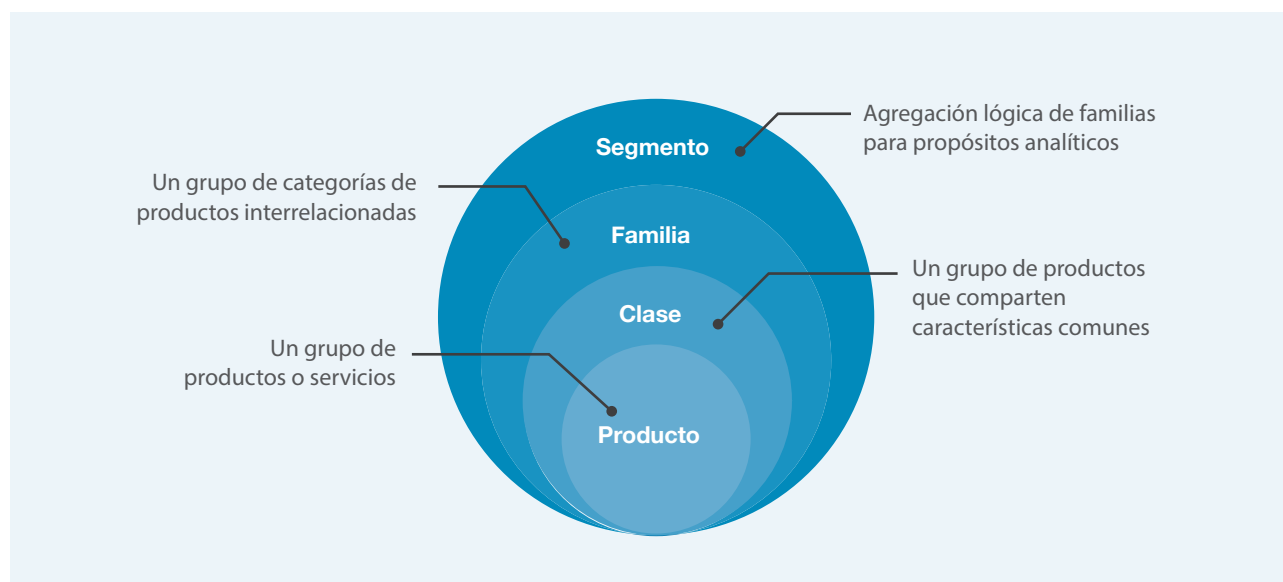 Agregación lógica de familias
para propósitos analíticos
Segmento
Un grupo de categorías de
productos interrelacionadas
Familia
Un grupo de productos
que comparten
características comunes
Clase
Un grupo de
productos o servicios
Producto